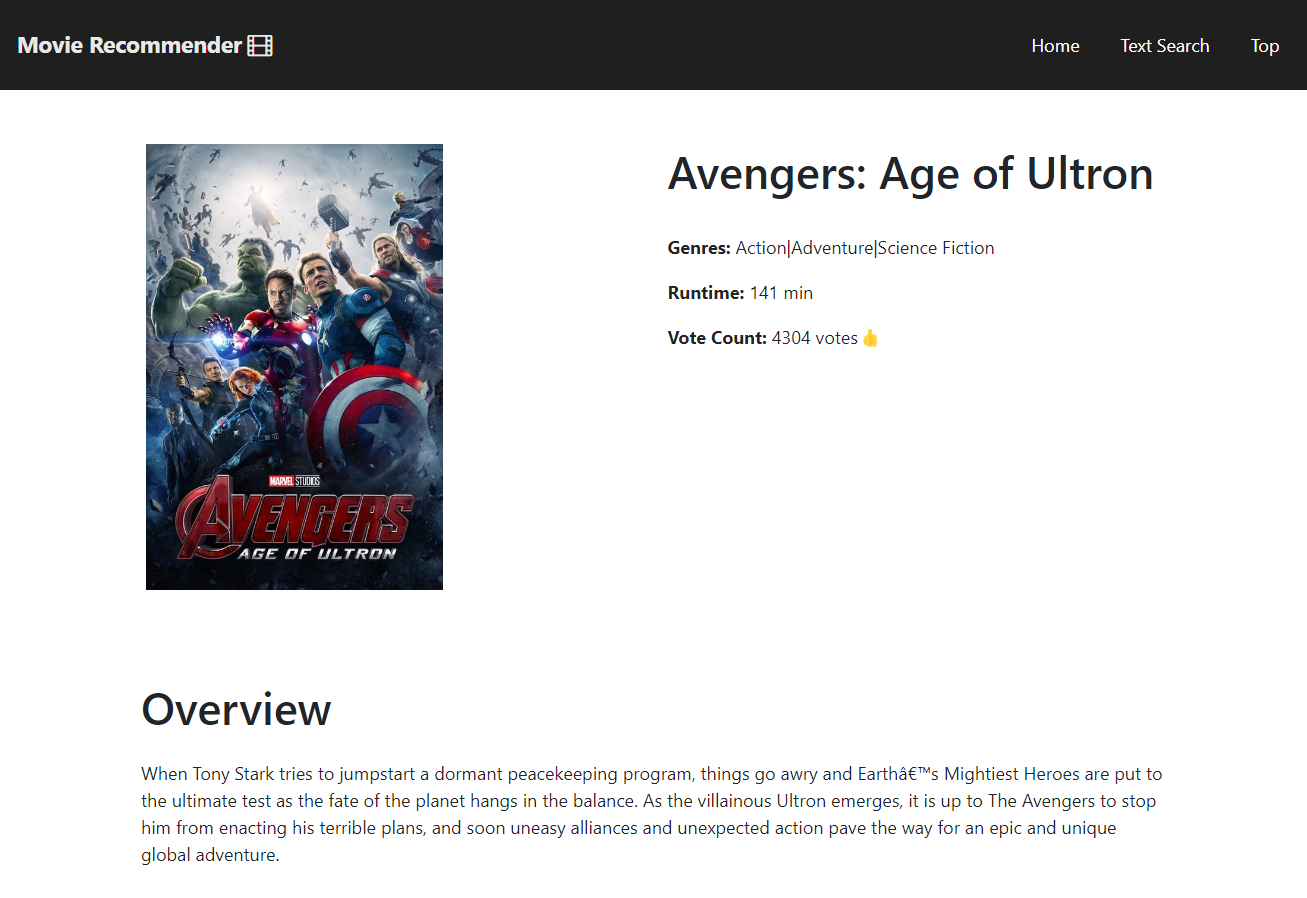 Movie Recommender 🎞
Home Text Search Top
Avengers: Age of Ultron
Genres: Action|Adventure|Science Fiction
Runtime: 141 min
Vote Count: 4304 votes 👍
MARVEL STUDIOS
AVENGERS
AGE OF ULTRON
Overview
When Tony Stark tries to jumpstart a dormant peacekeeping program, things go awry and Earthâ€™s Mightiest Heroes are put to
the ultimate test as the fate of the planet hangs in the balance. As the villainous Ultron emerges, it is up to The Avengers to stop
him from enacting his terrible plans, and soon uneasy alliances and unexpected action pave the way for an epic and unique
global adventure.